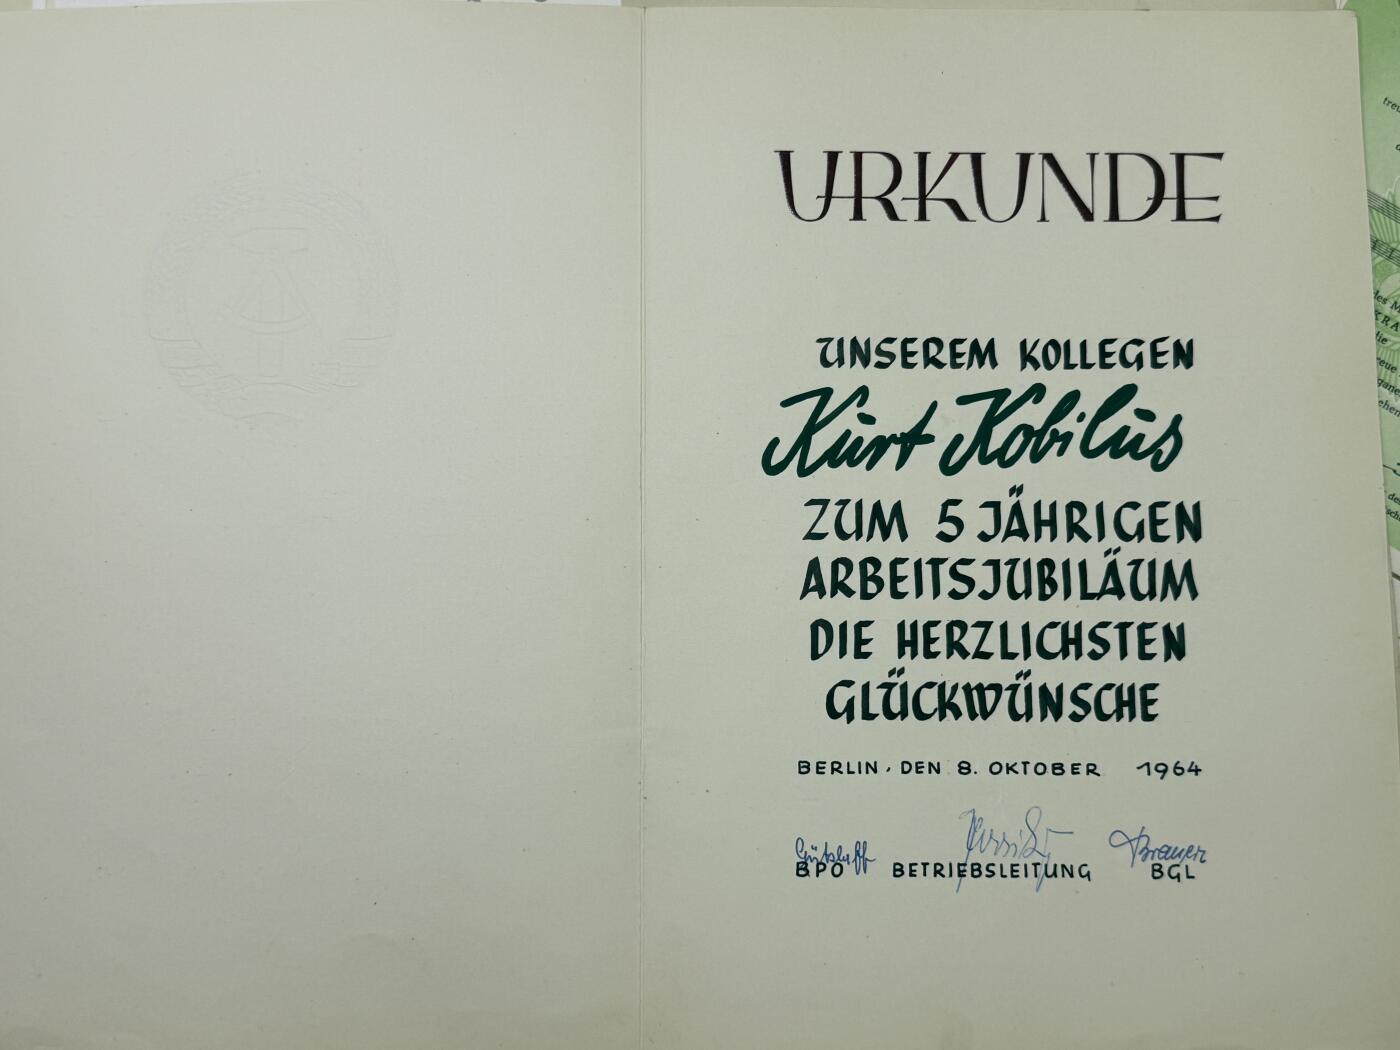 URKUNDE
UNSEREM KOLLEGEN
Kurt Kobilus
ZUM 5 JÄHRIGEN
ARBEITSJUBILÄUM
DIE HERZLICHSTEN
GLÜCKWÜNSCHE
BERLIN, DEN 8. OKTOBER 1964
BPO BETRIEBSLEITUNG BGL